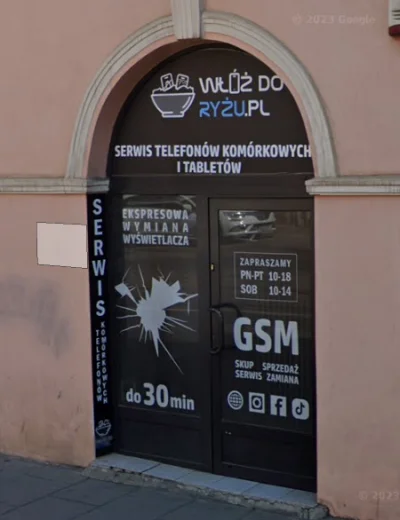 © 2023 Google
WŁÓŻ DO
RYŻU.PL
SERWIS TELEFONÓW KOMÓRKOWYCH
I TABLETÓW
SERWIS
TELEFONÓW
KOMÓRKOWYCH
EKSPRESOWA
WYMIANA
WYŚWIETLACZA
do 30 min
ZAPRASZAMY
PN-PT 10-18
SOB 10-14
GSM
SKUP SPRZEDAŻ
SERWIS ZAMIANA
© 2023